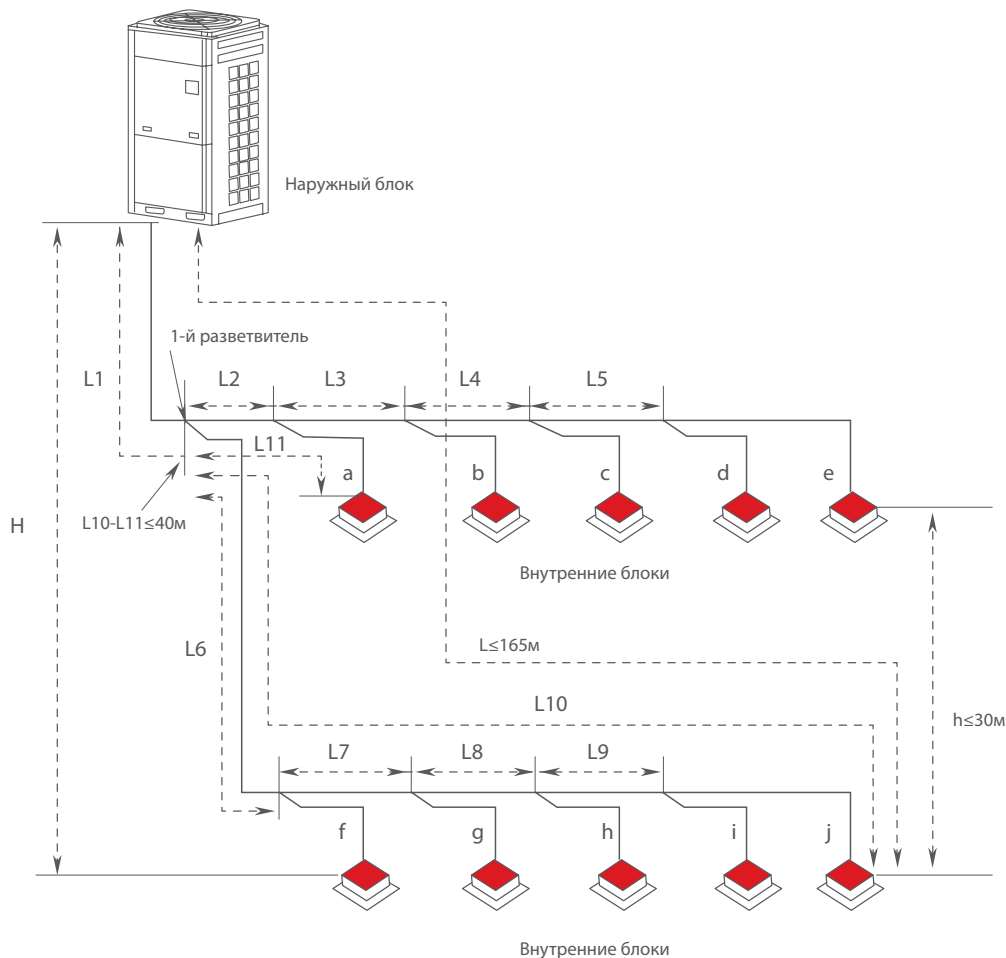 Наружный блок
1-й разветвитель
L1
L2
L3
L4
L5
L11
a
b
c
d
e
L10-L11≤40м
H
Внутренние блоки
L6
L≤165м
L10
h≤30м
L7
L8
L9
f
g
h
i
j
Внутренние блоки